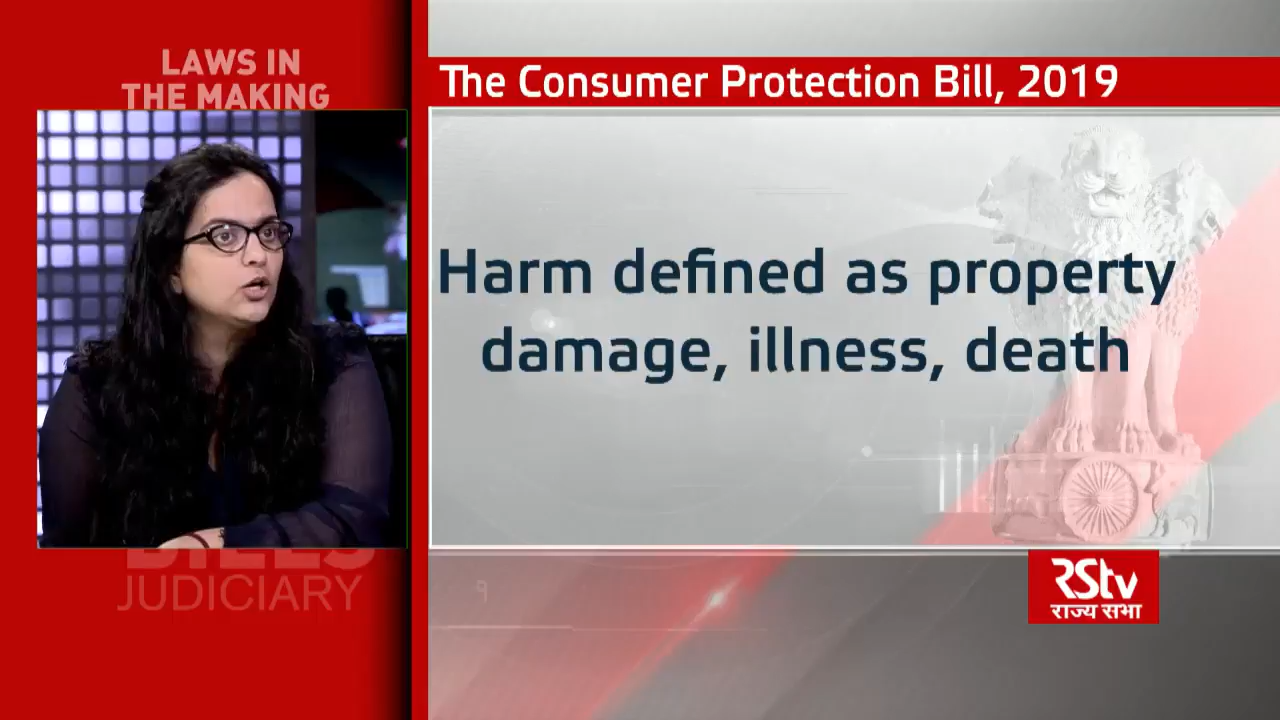 LAWS IN
THE MAKING
The Consumer Protection Bill, 2019
Harm defined as property
damage, illness, death
BILLS
JUDICIARY
RStv
राज्य सभा